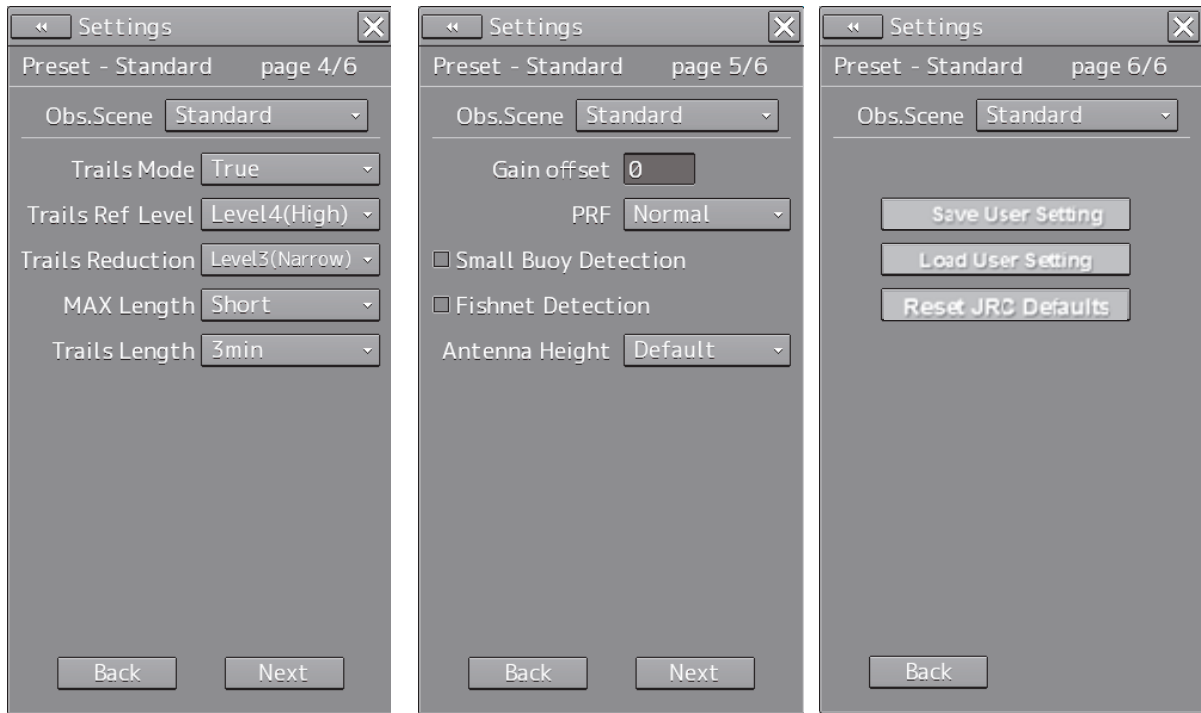 Settings
Preset - Standard page 4/6
Obs.Scene Standard
Trails Mode True
Trails Ref Level Level4(High)
Trails Reduction Level3(Narrow)
MAX Length Short
Trails Length 3min
Back Next
Settings
Preset - Standard page 5/6
Obs.Scene Standard
Gain offset 0
PRF Normal
Small Buoy Detection
Fishnet Detection
Antenna Height Default
Back Next
Settings
Preset - Standard page 6/6
Obs.Scene Standard
Save User Setting
Load User Setting
Reset JRC Defaults
Back